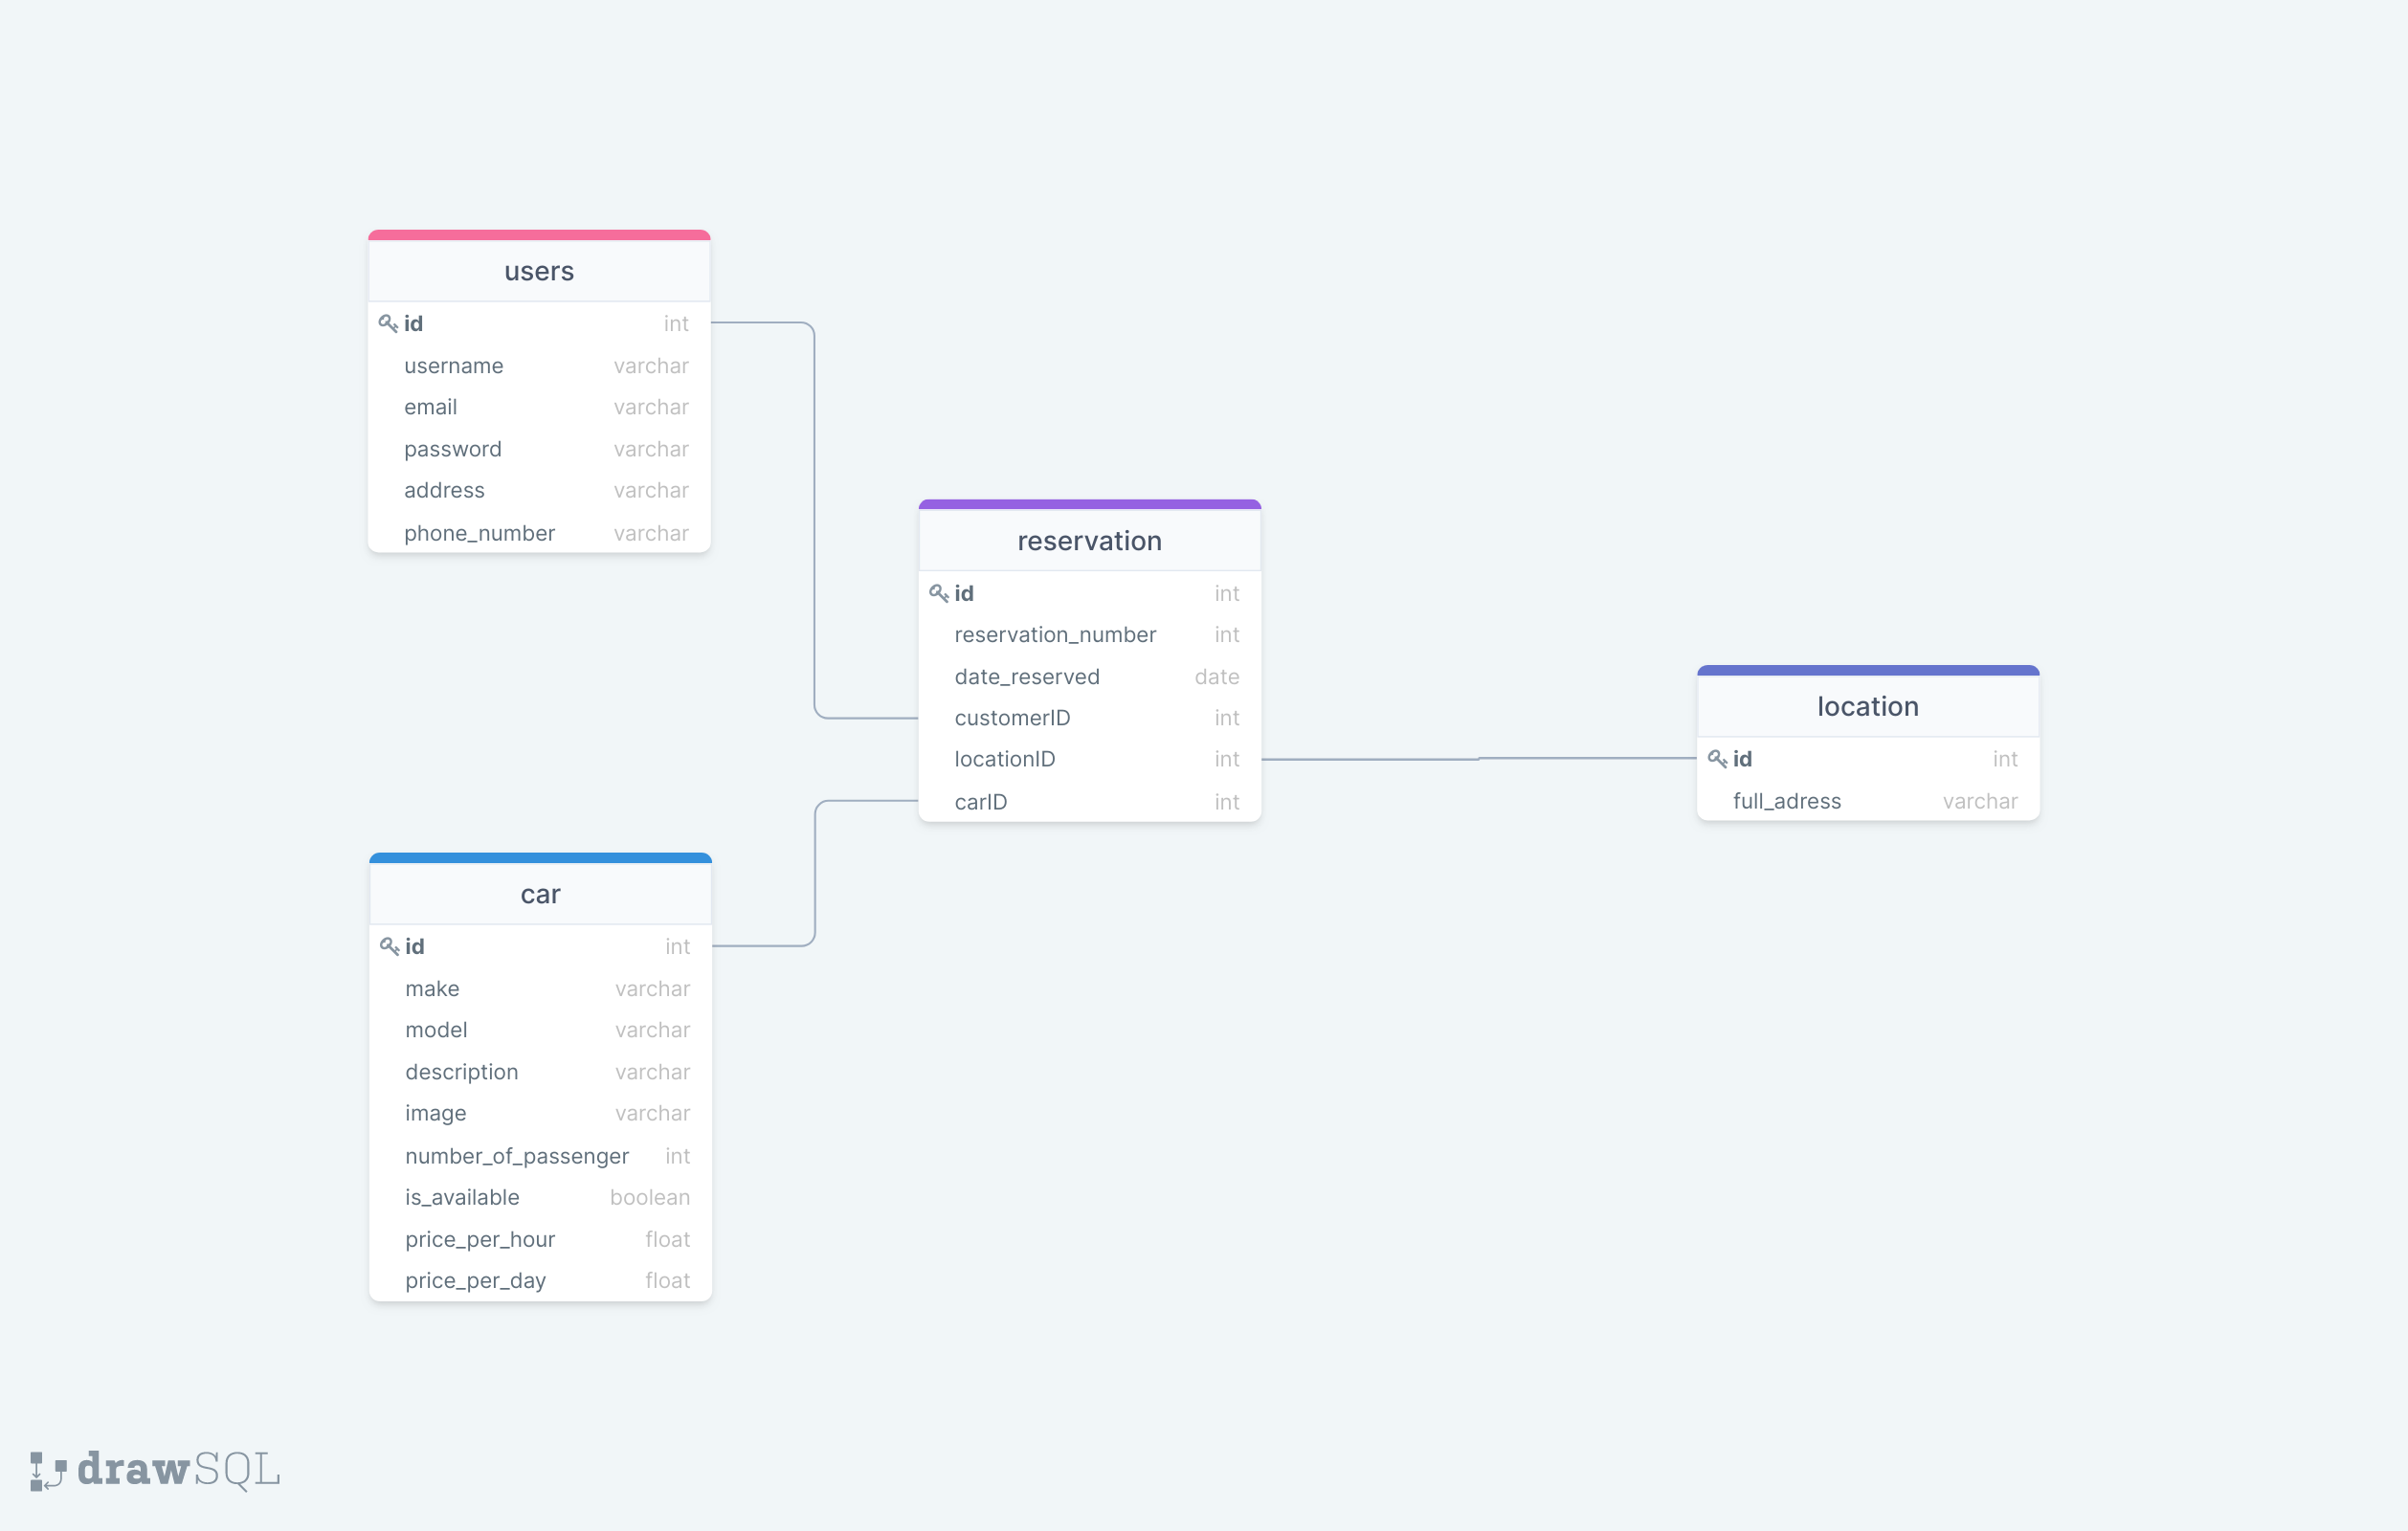 users
id int
username varchar
email varchar
password varchar
address varchar
phone_number varchar
reservation
id int
reservation_number int
date_reserved date
customerID int
locationID int
carID int
location
id int
full_adress varchar
car
id int
make varchar
model varchar
description varchar
image varchar
number_of_passenger int
is_available boolean
price_per_hour float
price_per_day float
drawSQL